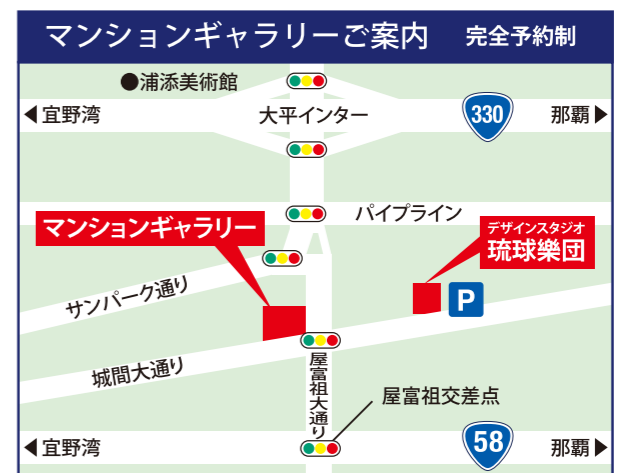 マンションギャラリーご案内 完全予約制
●浦添美術館
◀宜野湾
大平インター
330
那覇▶
パイプライン
マンションギャラリー
デザインスタジオ
琉球樂団
サンパーク通り
P
城間大通り
屋富祖大通り
屋富祖交差点
◀宜野湾
58
那覇▶